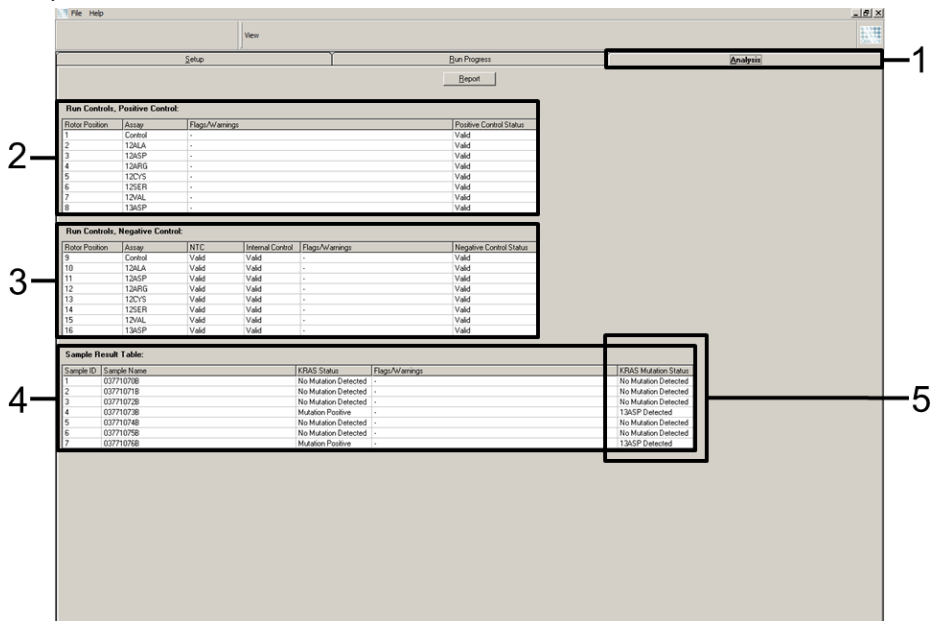 File Help
View
Setup Run Progress Analysis
1
Report
Run Controls, Positive Control:
Rotor Position Assay Flags/Warnings Positive Control Status
1 Control - Valid
2 12ALA - Valid
3 12ASP - Valid
4 12ARG - Valid
5 12CYS - Valid
6 12SER - Valid
7 12VAL - Valid
8 13ASP - Valid
2
Run Controls, Negative Control:
Rotor Position Assay NTC Internal Control Flags/Warnings Negative Control Status
9 Control Valid Valid - Valid
10 12ALA Valid Valid - Valid
11 12ASP Valid Valid - Valid
12 12ARG Valid Valid - Valid
13 12CYS Valid Valid - Valid
14 12SER Valid Valid - Valid
15 12VAL Valid Valid - Valid
16 13ASP Valid Valid - Valid
3
Sample Result Table:
Sample ID Sample Name KRAS Status Flags/Warnings KRAS Mutation Status
1 03771070B No Mutation Detected - No Mutation Detected
2 03771071B No Mutation Detected - No Mutation Detected
3 03771072B No Mutation Detected - No Mutation Detected
4 03771073B Mutation Positive - 13ASP Detected
5 03771074B No Mutation Detected - No Mutation Detected
6 03771075B No Mutation Detected - No Mutation Detected
7 03771076B Mutation Positive - 13ASP Detected
4
5